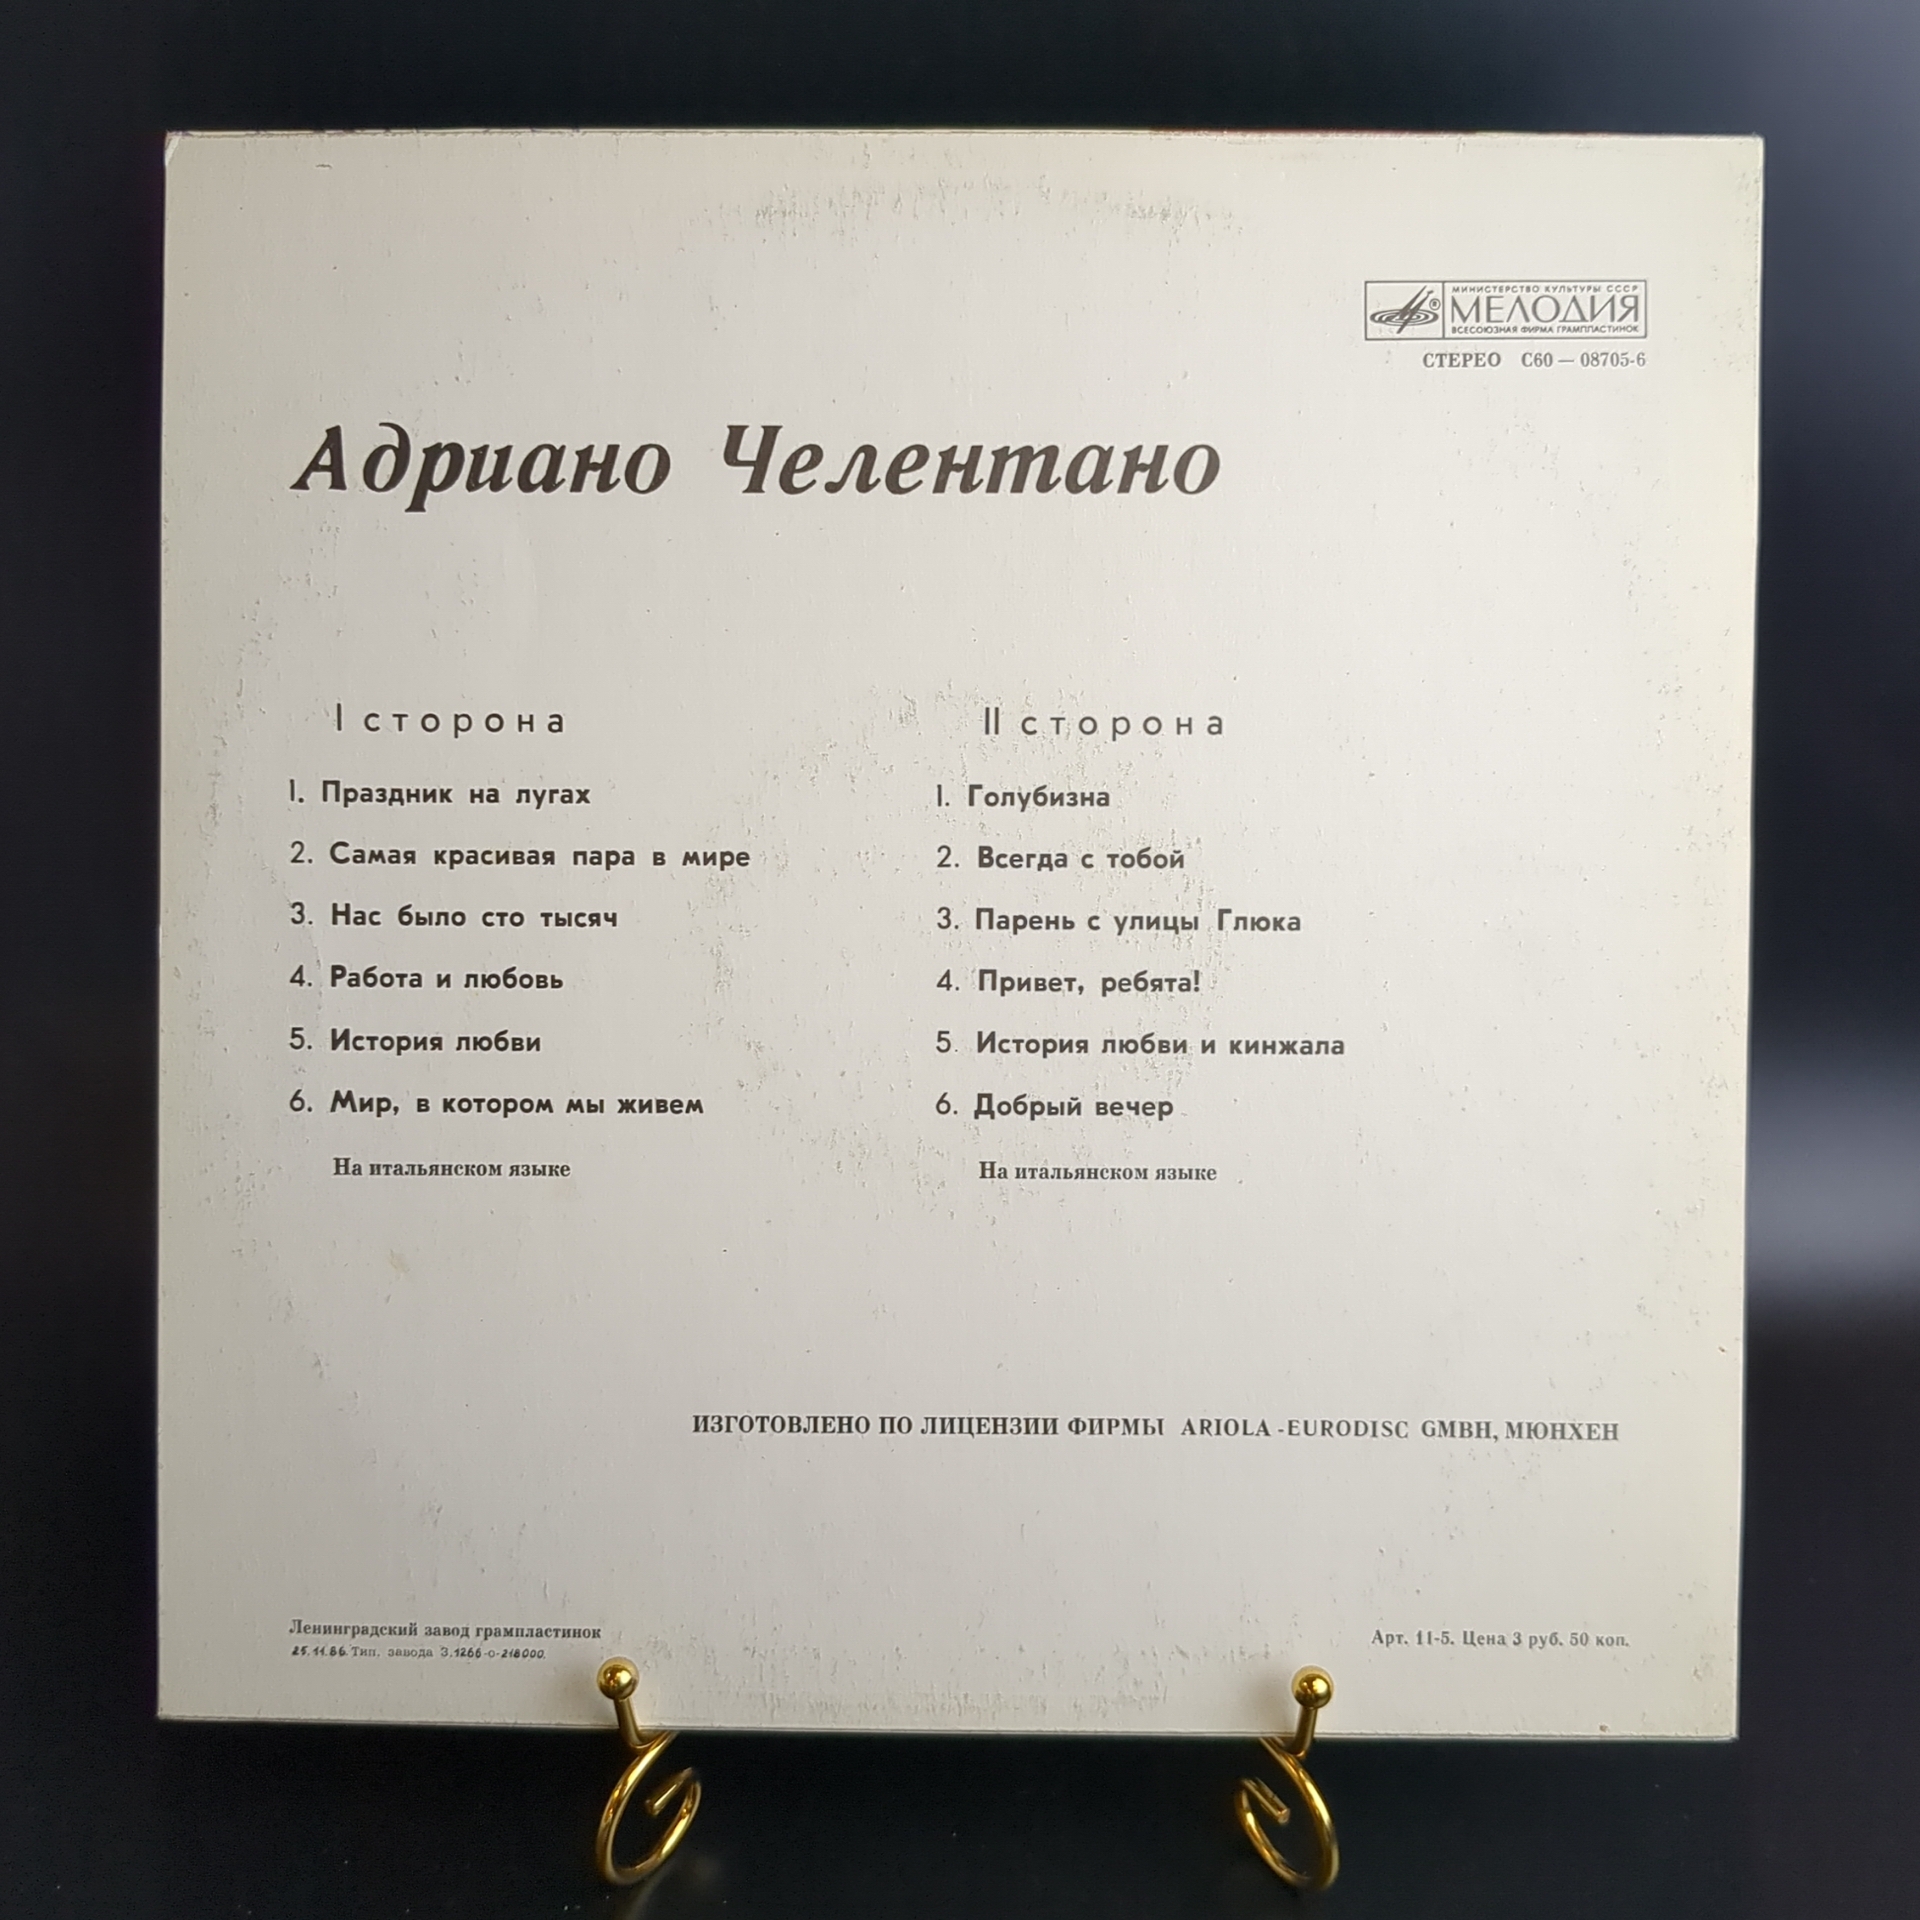 МИНИСТЕРСТВО КУЛЬТУРЫ СССР
МЕЛОДИЯ
ВСЕСОЮЗНАЯ ФИРМА ГРАМПЛАСТИНОК
СТЕРЕО С60 — 08705-6
Адриано Челентано
I сторона
1. Праздник на лугах
2. Самая красивая пара в мире
3. Нас было сто тысяч
4. Работа и любовь
5. История любви
6. Мир, в котором мы живем
На итальянском языке
II сторона
1. Голубизна
2. Всегда с тобой
3. Парень с улицы Глюка
4. Привет, ребята!
5. История любви и кинжала
6. Добрый вечер
На итальянском языке
ИЗГОТОВЛЕНО ПО ЛИЦЕНЗИИ ФИРМЫ ARIOLA -EURODISC GMBH, МЮНХЕН
Ленинградский завод грампластинок
25.11.86. Тип. завода З.1266-о-218000.
Арт. 11-5. Цена 3 руб. 50 коп.